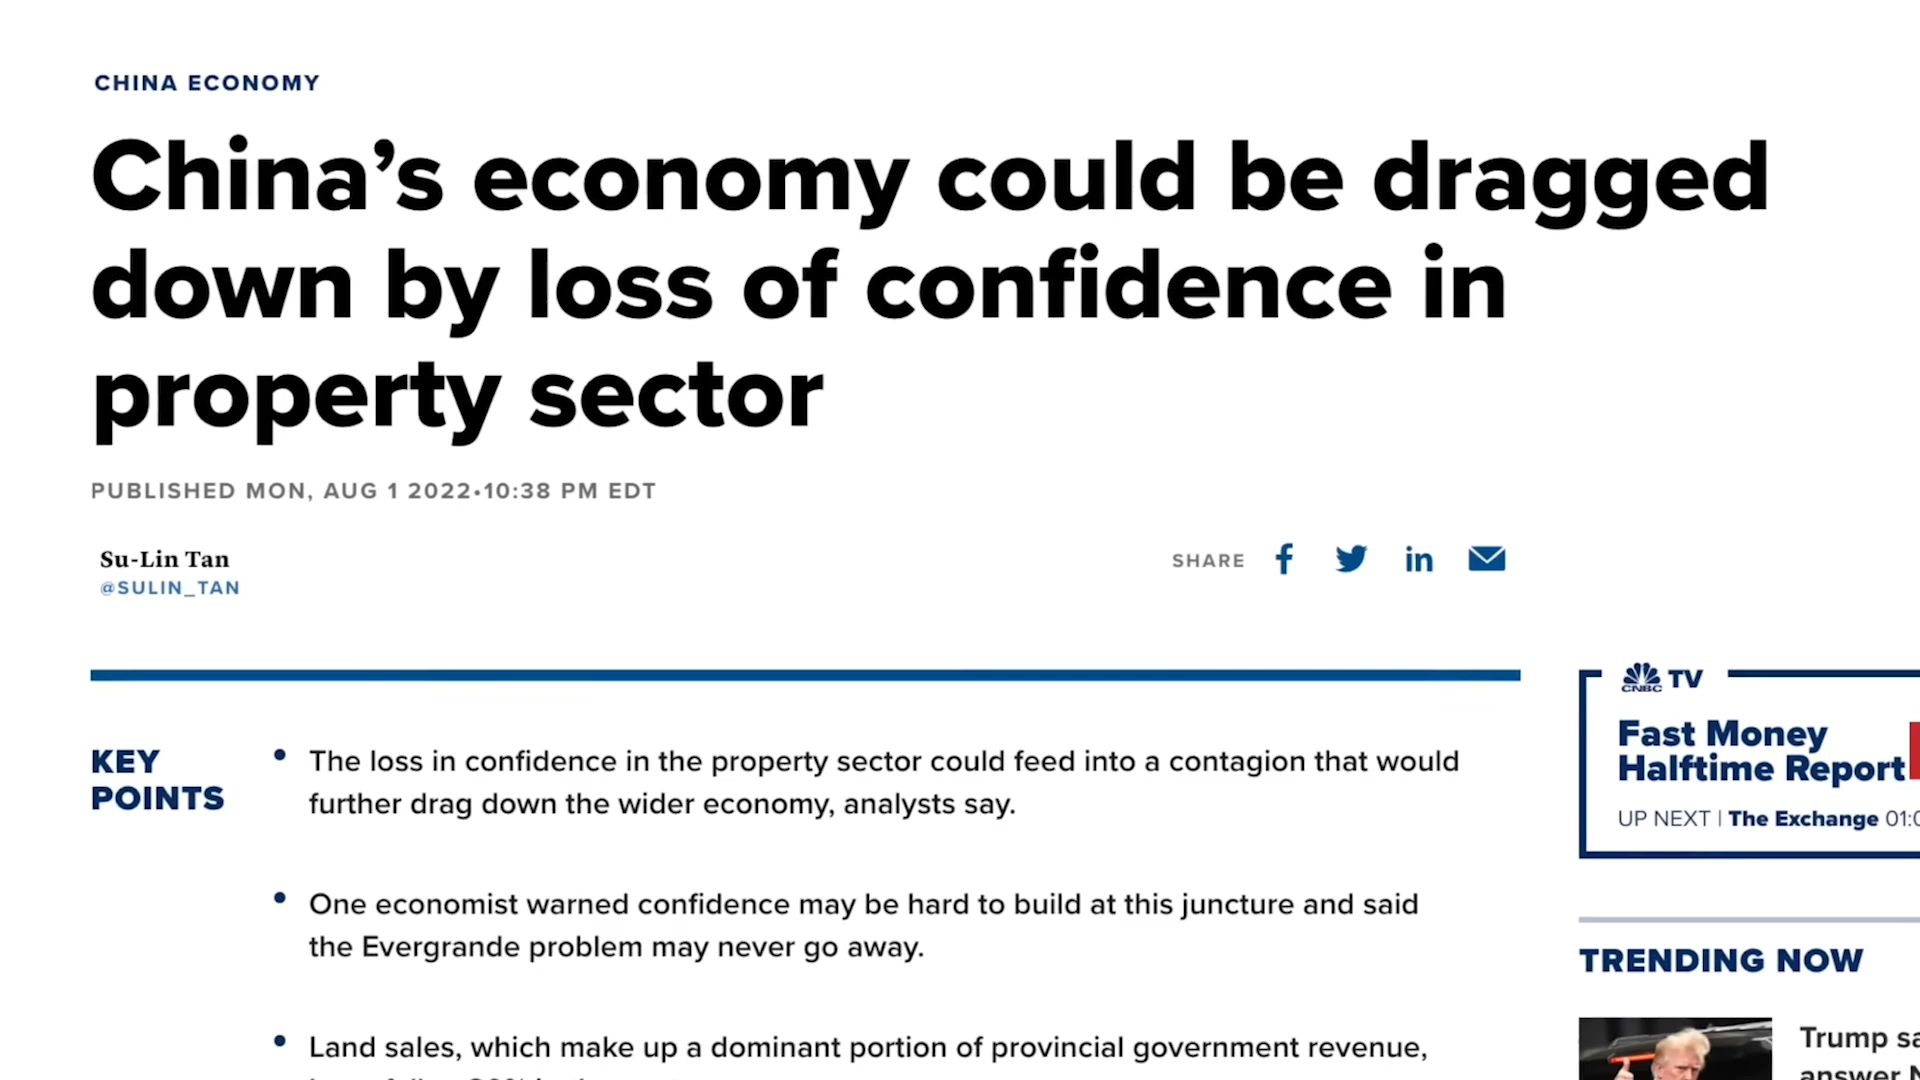 CHINA ECONOMY
China’s economy could be dragged
down by loss of confidence in
property sector
PUBLISHED MON, AUG 1 2022•10:38 PM EDT
Su-Lin Tan
@SULIN_TAN
SHARE
KEY
POINTS
• The loss in confidence in the property sector could feed into a contagion that would
further drag down the wider economy, analysts say.
• One economist warned confidence may be hard to build at this juncture and said
the Evergrande problem may never go away.
• Land sales, which make up a dominant portion of provincial government revenue,
CNBC TV
Fast Money
Halftime Report
UP NEXT | The Exchange
TRENDING NOW
Trump
answer